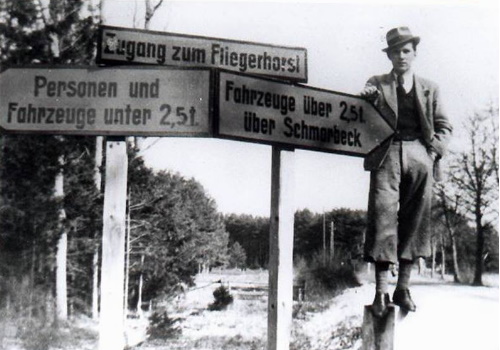 Zugang zum Fliegerhorst
Personen und
Fahrzeuge unter 2,5t.
Fahrzeuge über 2,5t.
über Schmarbeck